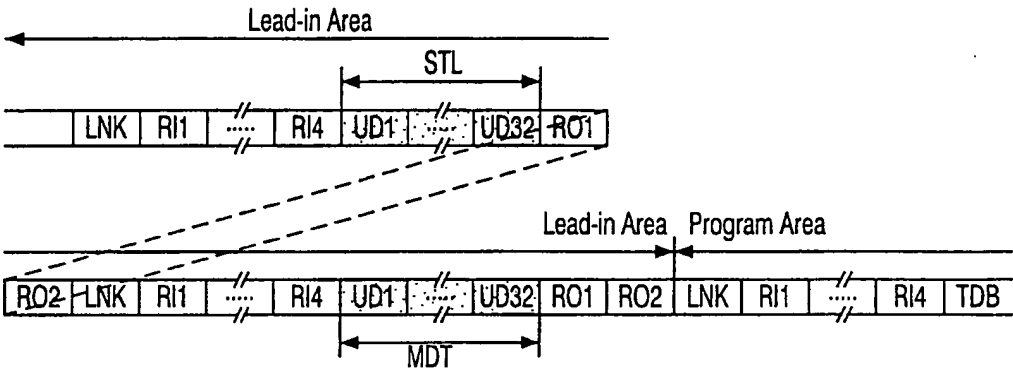 Lead-in Area
STL
LNK RI1 ..... RI4 UD1 ..... UD32 RO1
Lead-in Area Program Area
RO2 LNK RI1 ..... RI4 UD1 ..... UD32 RO1 RO2 LNK RI1 ..... RI4 TDB
MDT